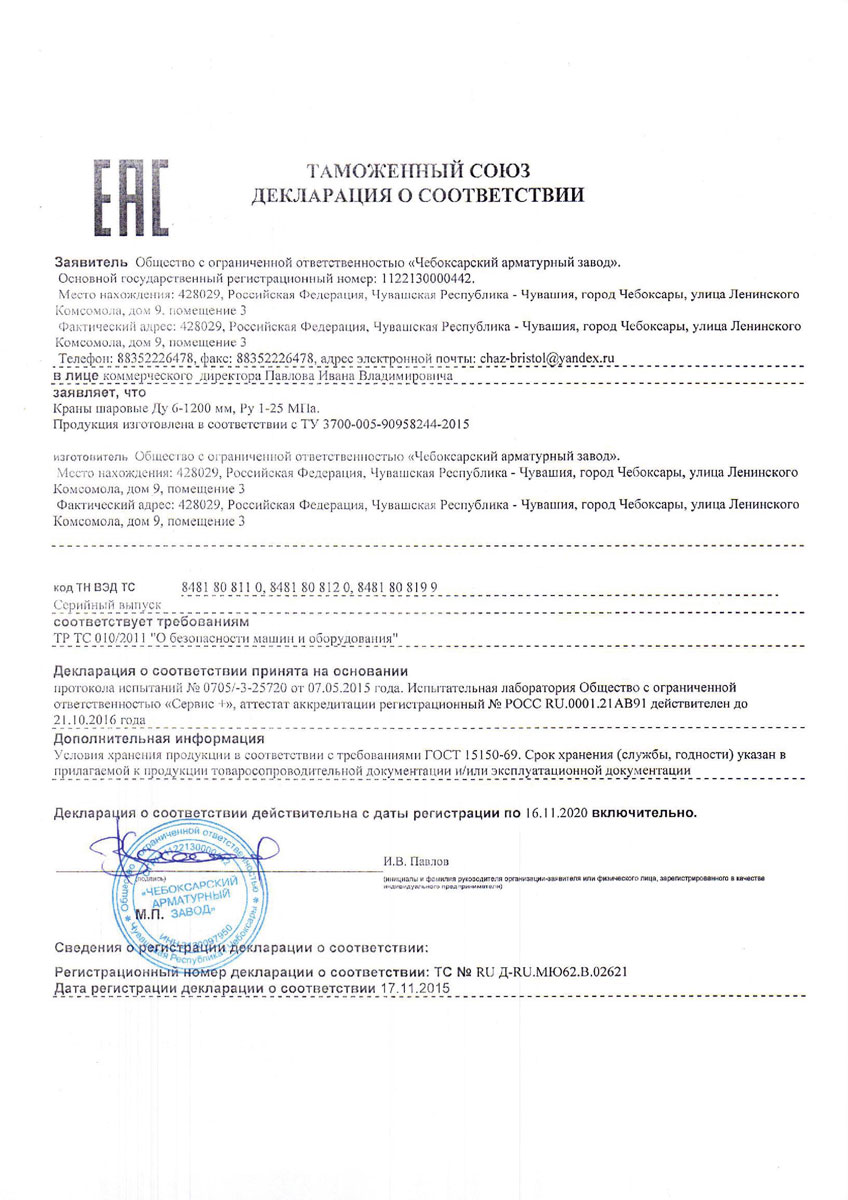 ЕАС
ТАМОЖЕННЫЙ СОЮЗ
ДЕКЛАРАЦИЯ О СООТВЕТСТВИИ
Заявитель Общество с ограниченной ответственностью «Чебоксарский арматурный завод».
Основной государственный регистрационный номер: 1122130000442.
Место нахождения: 428029, Российская Федерация, Чувашская Республика - Чувашия, город Чебоксары, улица Ленинского
Комсомола, дом 9, помещение 3
Фактический адрес: 428029, Российская Федерация, Чувашская Республика - Чувашия, город Чебоксары, улица Ленинского
Комсомола, дом 9, помещение 3
Телефон: 88352226478, факс: 88352226478, адрес электронной почты: chaz-bristol@yandex.ru
в лице коммерческого директора Павлова Ивана Владимировича
заявляет, что
Краны шаровые Ду 6-1200 мм, Ру 1-25 МПа.
Продукция изготовлена в соответствии с ТУ 3700-005-90958244-2015
изготовитель Общество с ограниченной ответственностью «Чебоксарский арматурный завод».
Место нахождения: 428029, Российская Федерация, Чувашская Республика - Чувашия, город Чебоксары, улица Ленинского
Комсомола, дом 9, помещение 3
Фактический адрес: 428029, Российская Федерация, Чувашская Республика - Чувашия, город Чебоксары, улица Ленинского
Комсомола, дом 9, помещение 3
код ТН ВЭД ТС 8481 80 811 0, 8481 80 812 0, 8481 80 819 9
Серийный выпуск
соответствует требованиям
ТР ТС 010/2011 "О безопасности машин и оборудования"
Декларация о соответствии принята на основании
протокола испытаний № 0705/-3-25720 от 07.05.2015 года. Испытательная лаборатория Общество с ограниченной
ответственностью «Сервис +», аттестат аккредитации регистрационный № РОСС RU.0001.21АВ91 действителен до
21.10.2016 года
Дополнительная информация
Условия хранения продукции в соответствии с требованиями ГОСТ 15150-69. Срок хранения (службы, годности) указан в
прилагаемой к продукции товаросопроводительной документации и/или эксплуатационной документации
Декларация о соответствии действительна с даты регистрации по 16.11.2020 включительно.
И.В. Павлов
(подпись)
(инициалы и фамилия руководителя организации-заявителя или физического лица, зарегистрированного в качестве
индивидуального предпринимателя)
Общество с ограниченной ответственностью
1122130000442
«ЧЕБОКСАРСКИЙ
АРМАТУРНЫЙ
ЗАВОД»
М.П.
ИНН 2130097950
Чувашская Республика г. Чебоксары
Сведения о регистрации декларации о соответствии:
Регистрационный номер декларации о соответствии: ТС № RU Д-RU.МЮ62.В.02621
Дата регистрации декларации о соответствии 17.11.2015